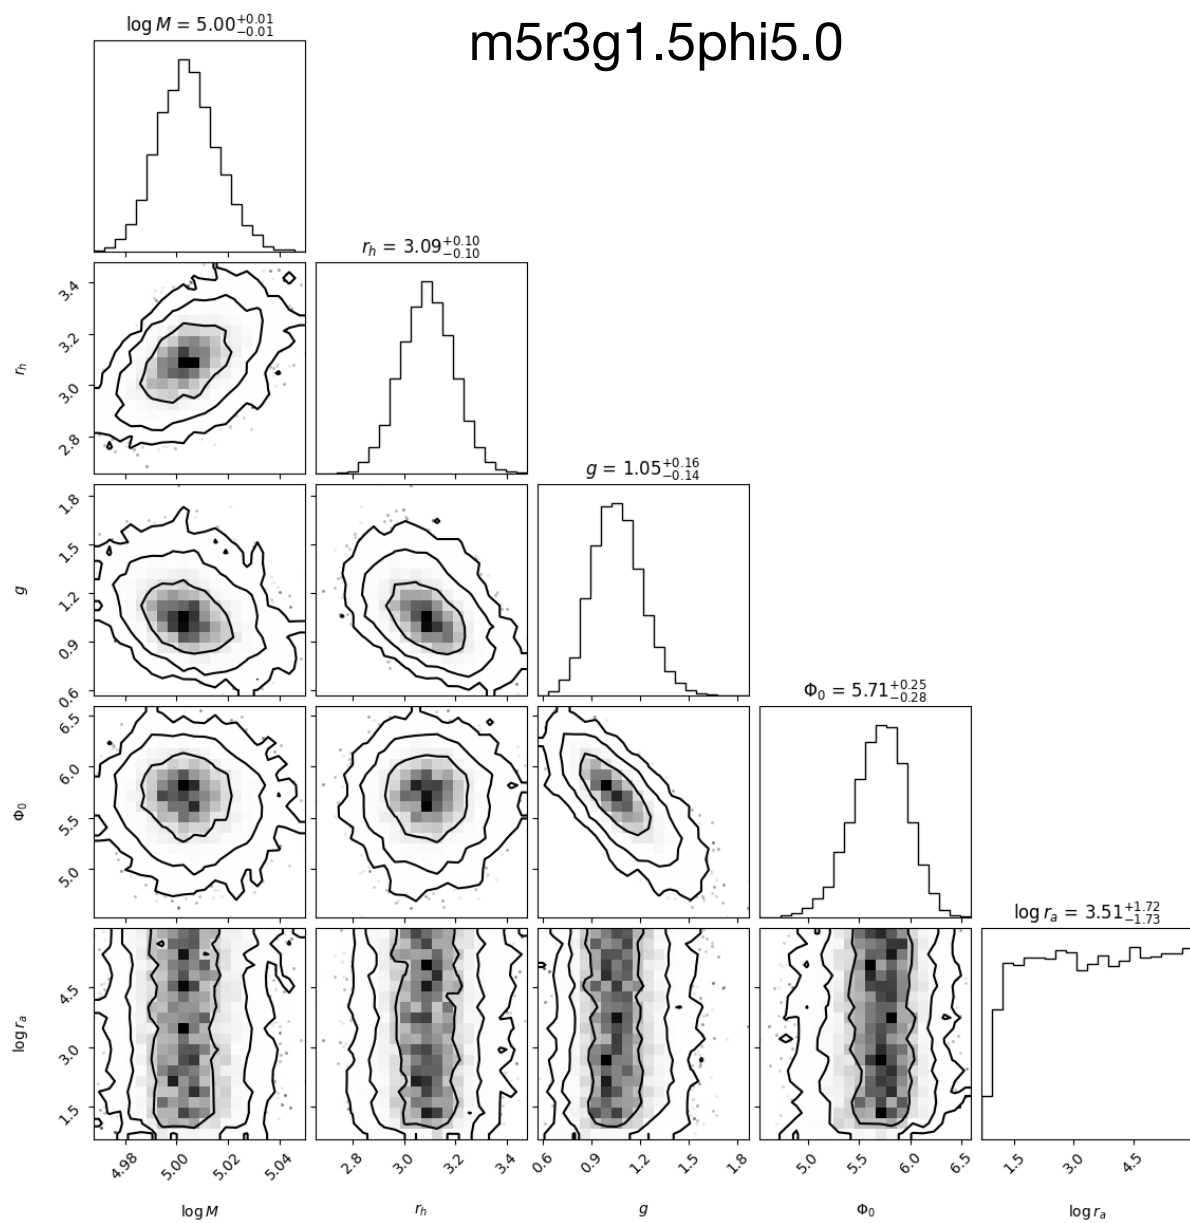 m5r3g1.5phi5.0
log M = 5.00+0.01−0.01
r_h = 3.09+0.10−0.10
3.4
3.2
3.0
2.8
r_h
g = 1.05+0.16−0.14
1.8
1.5
1.2
0.9
0.6
g
Φ_0 = 5.71+0.25−0.28
6.5
6.0
5.5
5.0
Φ_0
log r_a = 3.51+1.72−1.73
4.5
3.0
1.5
log r_a
4.98 5.00 5.02 5.04
2.8 3.0 3.2 3.4
0.6 0.9 1.2 1.5 1.8
5.0 5.5 6.0 6.5
1.5 3.0 4.5
log M r_h g Φ_0 log r_a